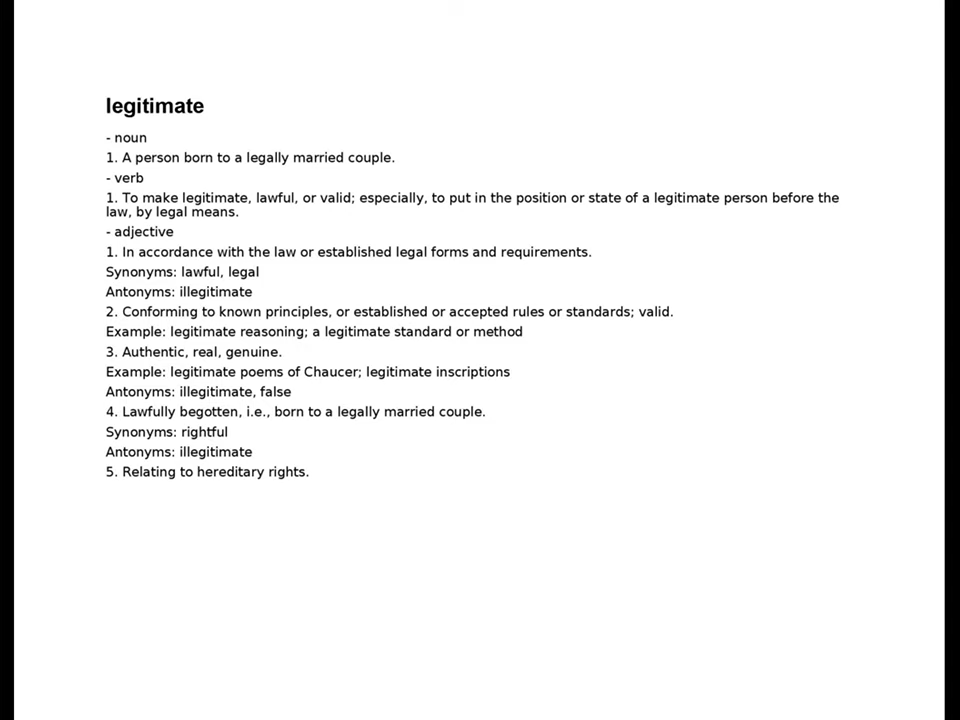 legitimate
- noun
1. A person born to a legally married couple.
- verb
1. To make legitimate, lawful, or valid; especially, to put in the position or state of a legitimate person before the
law, by legal means.
- adjective
1. In accordance with the law or established legal forms and requirements.
Synonyms: lawful, legal
Antonyms: illegitimate
2. Conforming to known principles, or established or accepted rules or standards; valid.
Example: legitimate reasoning; a legitimate standard or method
3. Authentic, real, genuine.
Example: legitimate poems of Chaucer; legitimate inscriptions
Antonyms: illegitimate, false
4. Lawfully begotten, i.e., born to a legally married couple.
Synonyms: rightful
Antonyms: illegitimate
5. Relating to hereditary rights.